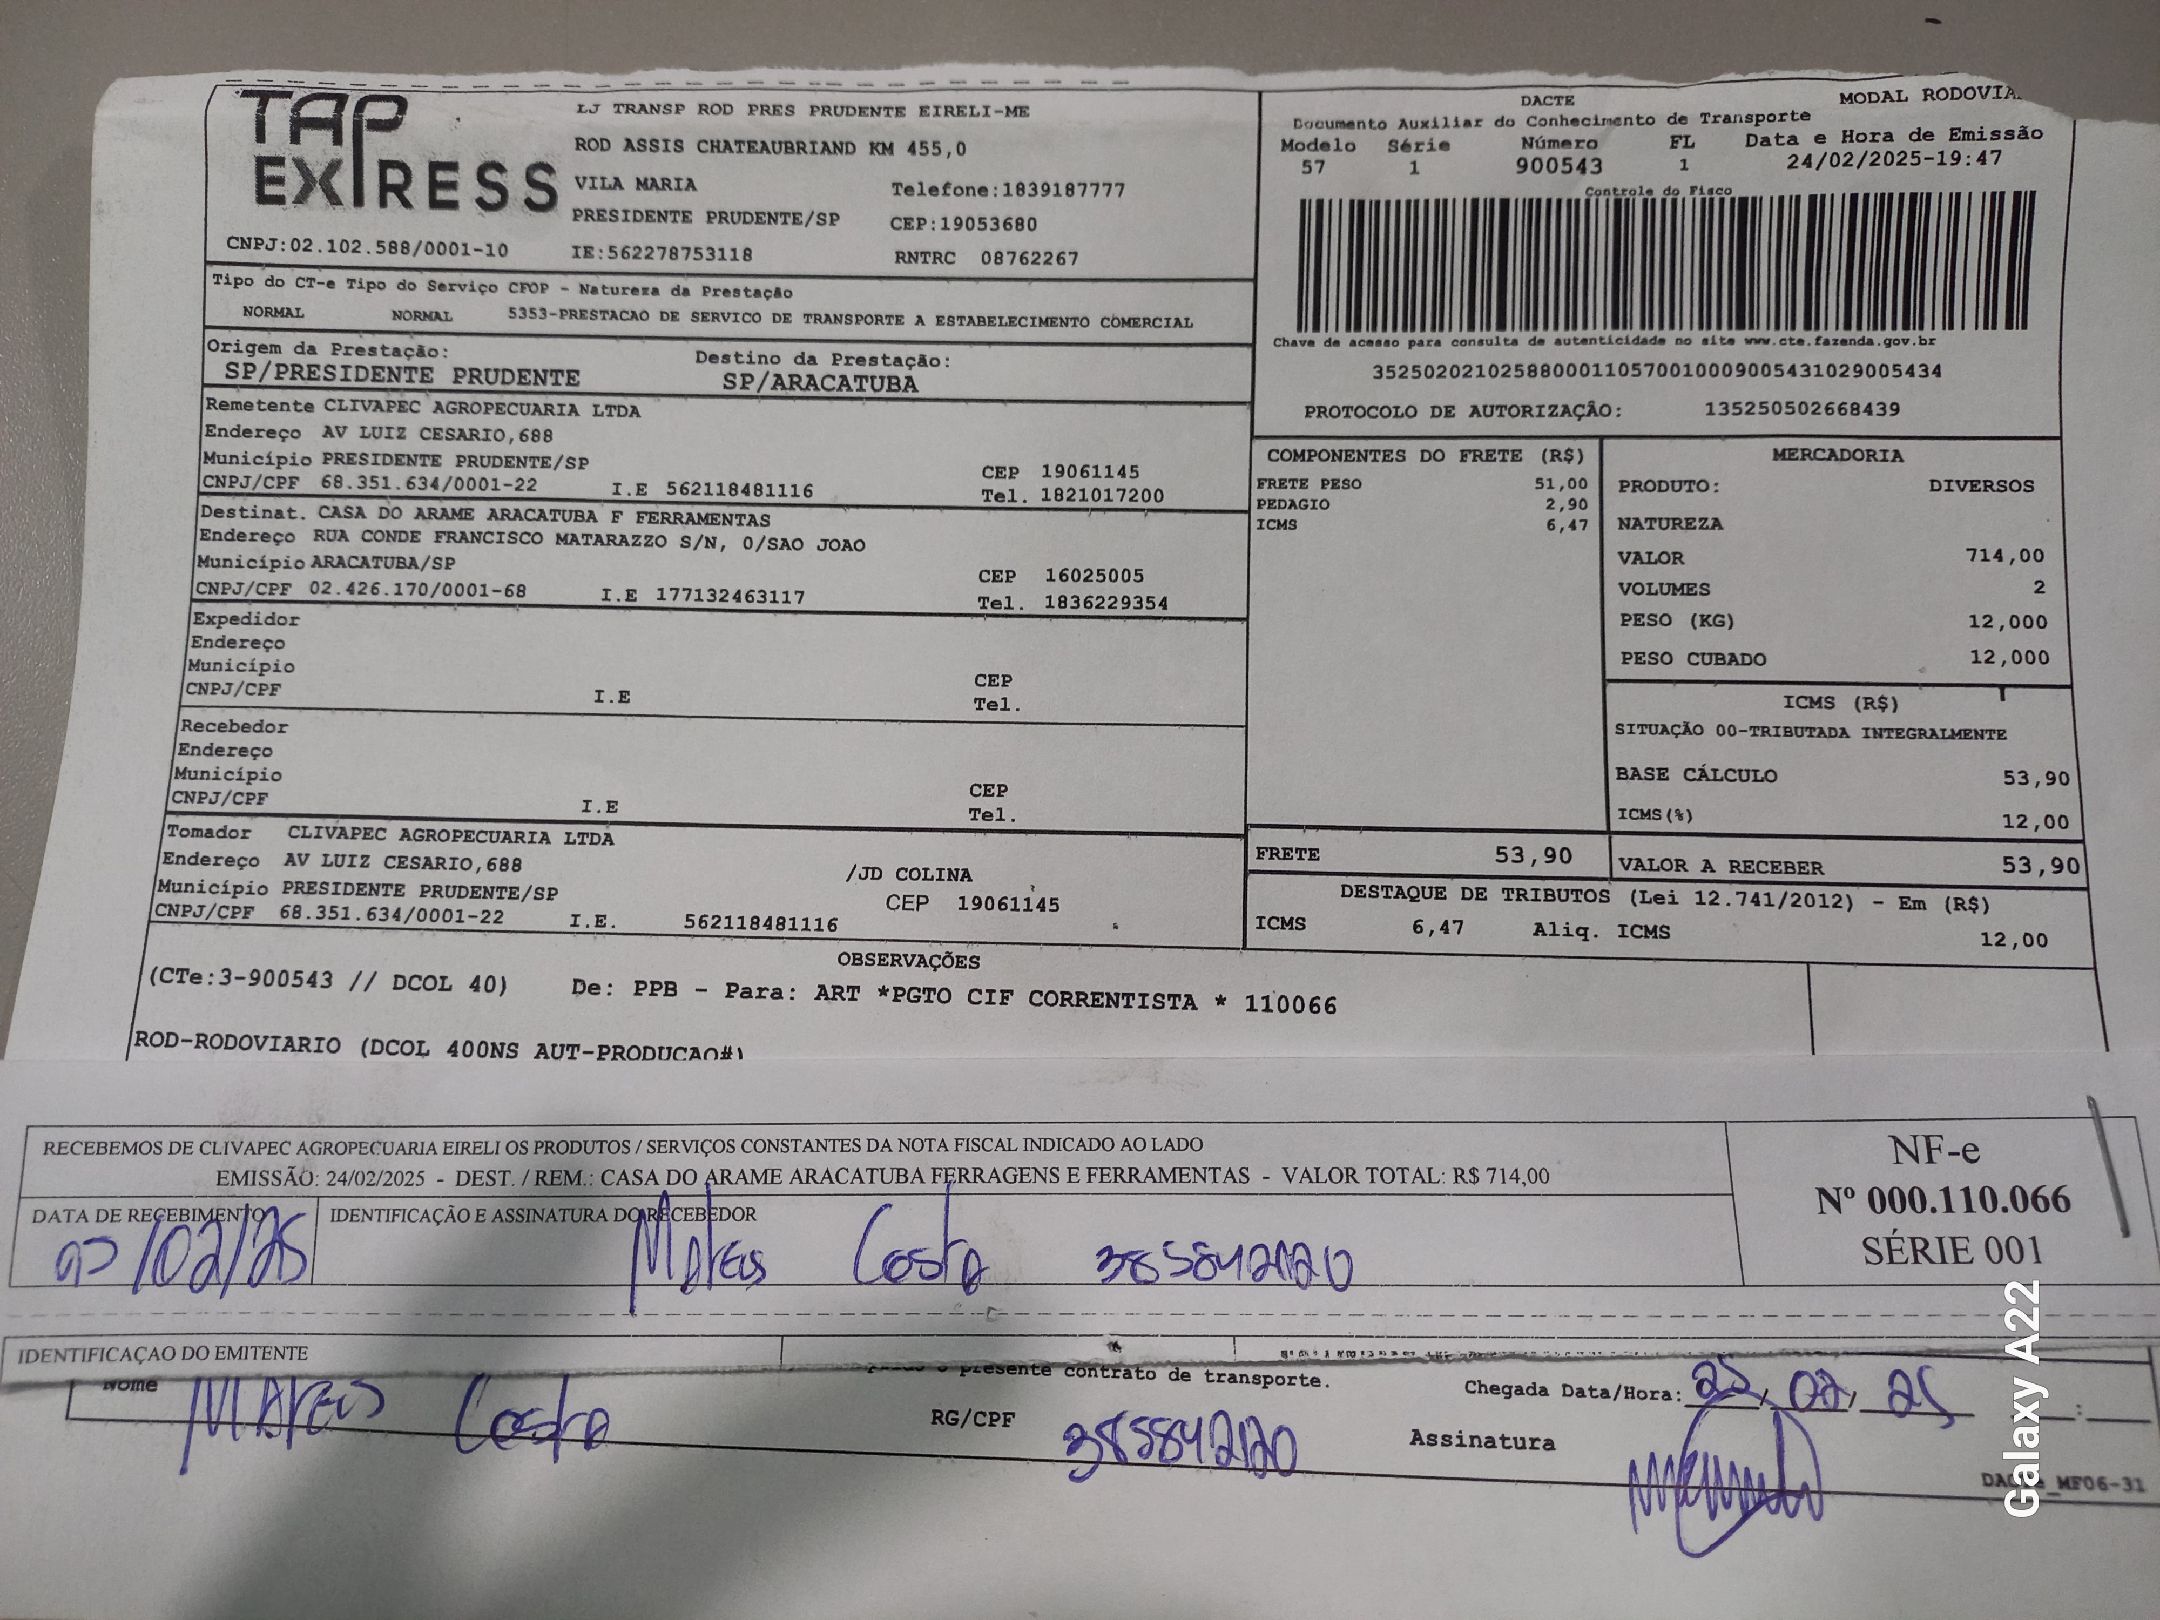 TAP EXPRESS
LJ TRANSP ROD PRES PRUDENTE EIRELI-ME
ROD ASSIS CHATEAUBRIAND KM 455,0
VILA MARIA Telefone:1839187777
PRESIDENTE PRUDENTE/SP CEP:19053680
CNPJ:02.102.588/0001-10 IE:562278753118 RNTRC 08762267
DACTE MODAL RODOVIA
Documento Auxiliar do Conhecimento de Transporte
Modelo Série Número FL Data e Hora de Emissão
57 1 900543 1 24/02/2025-19:47
Controle do Fisco
Chave de acesso para consulta de autenticidade no site www.cte.fazenda.gov.br
35250202102588000110570010009005431029005434
PROTOCOLO DE AUTORIZAÇÃO: 135250502668439
Tipo do CT-e Tipo do Serviço CFOP - Natureza da Prestação
NORMAL NORMAL 5353-PRESTACAO DE SERVICO DE TRANSPORTE A ESTABELECIMENTO COMERCIAL
Origem da Prestação: Destino da Prestação:
SP/PRESIDENTE PRUDENTE SP/ARACATUBA
Remetente CLIVAPEC AGROPECUARIA LTDA
Endereço AV LUIZ CESARIO,688
Município PRESIDENTE PRUDENTE/SP CEP 19061145
CNPJ/CPF 68.351.634/0001-22 I.E 562118481116 Tel. 1821017200
Destinat. CASA DO ARAME ARACATUBA F FERRAMENTAS
Endereço RUA CONDE FRANCISCO MATARAZZO S/N, 0/SAO JOAO
Município ARACATUBA/SP CEP 16025005
CNPJ/CPF 02.426.170/0001-68 I.E 177132463117 Tel. 1836229354
Expedidor
Endereço
Município CEP
CNPJ/CPF I.E Tel.
Recebedor
Endereço
Município CEP
CNPJ/CPF I.E Tel.
Tomador CLIVAPEC AGROPECUARIA LTDA
Endereço AV LUIZ CESARIO,688 /JD COLINA
Município PRESIDENTE PRUDENTE/SP CEP 19061145
CNPJ/CPF 68.351.634/0001-22 I.E. 562118481116
COMPONENTES DO FRETE (R$)
FRETE PESO 51,00
PEDAGIO 2,90
ICMS 6,47
MERCADORIA
PRODUTO: DIVERSOS
NATUREZA
VALOR 714,00
VOLUMES 2
PESO (KG) 12,000
PESO CUBADO 12,000
ICMS (R$)
SITUAÇÃO 00-TRIBUTADA INTEGRALMENTE
BASE CÁLCULO 53,90
ICMS(%) 12,00
FRETE 53,90 VALOR A RECEBER 53,90
DESTAQUE DE TRIBUTOS (Lei 12.741/2012) - Em (R$)
ICMS 6,47 Aliq. ICMS 12,00
OBSERVAÇÕES
(CTe:3-900543 // DCOL 40) De: PPB - Para: ART *PGTO CIF CORRENTISTA * 110066
ROD-RODOVIARIO (DCOL 400NS AUT-PRODUCAO#)
RECEBEMOS DE CLIVAPEC AGROPECUARIA EIRELI OS PRODUTOS / SERVIÇOS CONSTANTES DA NOTA FISCAL INDICADO AO LADO
EMISSÃO: 24/02/2025 - DEST. / REM.: CASA DO ARAME ARACATUBA FERRAGENS E FERRAMENTAS - VALOR TOTAL: R$ 714,00
DATA DE RECEBIMENTO IDENTIFICAÇÃO E ASSINATURA DO RECEBEDOR
/02/25 Mateus Costa 385842120
NF-e
Nº 000.110.066
SÉRIE 001
IDENTIFICAÇAO DO EMITENTE
o presente contrato de transporte.
Chegada Data/Hora: 25/02/25 :
Nome Mateus Costa RG/CPF 385842120 Assinatura
MF06-31
Galaxy A22